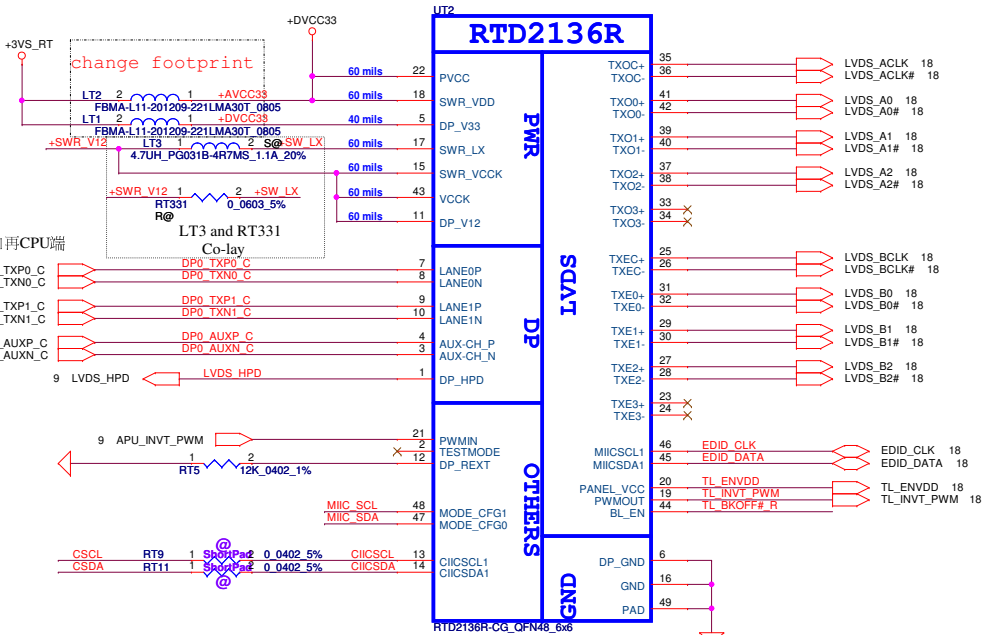 UT2
+DVCC33
RTD2136R
+3VS_RT
change footprint
60 mils 22 PVCC
LT2 2 1 +AVCC33 60 mils 18 SWR_VDD
FBMA-L11-201209-221LMA30T_0805
LT1 2 1 +DVCC33 40 mils 5 DP_V33
FBMA-L11-201209-221LMA30T_0805
+SWR_V12 1 LT3 2 S@ +SW_LX 60 mils 17 SWR_LX
4.7UH_PG031B-4R7MS_1.1A_20%
60 mils 15 SWR_VCCK
+SWR_V12 1 2 +SW_LX 60 mils 43 VCCK
RT331 0_0603_5%
R@
60 mils 11 DP_V12
LT3 and RT331
Co-lay
PWR
再CPU端
_TXP0_C DP0_TXP0_C 7 LANE0P
_TXN0_C DP0_TXN0_C 8 LANE0N
_TXP1_C DP0_TXP1_C 9 LANE1P
_TXN1_C DP0_TXN1_C 10 LANE1N
_AUXP_C DP0_AUXP_C 4 AUX-CH_P
_AUXN_C DP0_AUXN_C 3 AUX-CH_N
9 LVDS_HPD LVDS_HPD 1 DP_HPD
DP
9 APU_INVT_PWM 21 PWMIN
2 TESTMODE
RT5 1 2 12K_0402_1% 12 DP_REXT
MIIC_SCL 48 MODE_CFG1
MIIC_SDA 47 MODE_CFG0
@
CSCL RT9 1 ShortPad 2 0_0402_5% CIICSCL 13 CIICSCL1
CSDA RT11 1 ShortPad 2 0_0402_5% CIICSDA 14 CIICSDA1
@
OTHERS
LVDS
TXOC+ 35 LVDS_ACLK 18
TXOC- 36 LVDS_ACLK# 18
TXO0+ 41 LVDS_A0 18
TXO0- 42 LVDS_A0# 18
TXO1+ 39 LVDS_A1 18
TXO1- 40 LVDS_A1# 18
TXO2+ 37 LVDS_A2 18
TXO2- 38 LVDS_A2# 18
TXO3+ 33
TXO3- 34
TXEC+ 25 LVDS_BCLK 18
TXEC- 26 LVDS_BCLK# 18
TXE0+ 31 LVDS_B0 18
TXE0- 32 LVDS_B0# 18
TXE1+ 29 LVDS_B1 18
TXE1- 30 LVDS_B1# 18
TXE2+ 27 LVDS_B2 18
TXE2- 28 LVDS_B2# 18
TXE3+ 23
TXE3- 24
MIICSCL1 46 EDID_CLK EDID_CLK 18
MIICSDA1 45 EDID_DATA EDID_DATA 18
PANEL_VCC 20 TL_ENVDD TL_ENVDD 18
PWMOUT 19 TL_INVT_PWM TL_INVT_PWM 18
BL_EN 44 TL_BKOFF#_R
GND
DP_GND 6
GND 16
PAD 49
RTD2136R-CG_QFN48_6x6